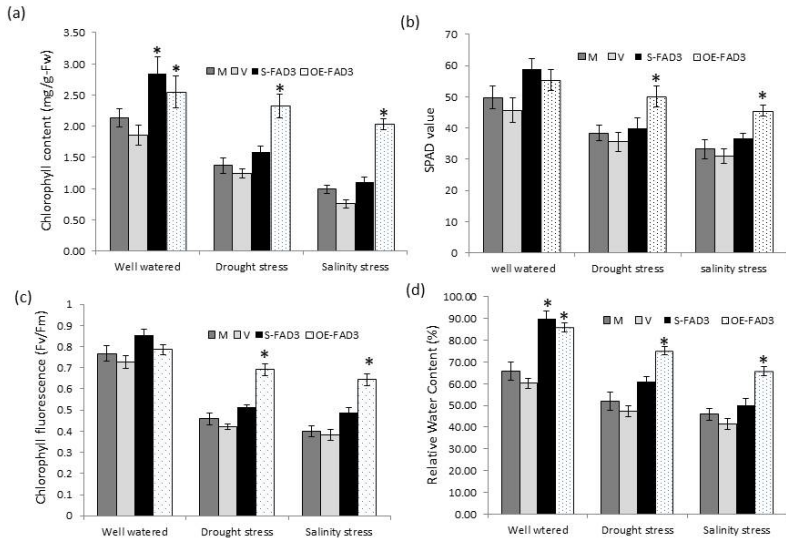 (a)
Chlorophyll content (mg/g-Fw)
3.50
3.00
2.50
2.00
1.50
1.00
0.50
0.00
M V S-FAD3 OE-FAD3
* * * *
Well watered Drought stress Salinity stress
(b)
SPAD value
70
60
50
40
30
20
10
0
M V S-FAD3 OE-FAD3
* *
well watered Drought stress salinity stress
(c)
Chlorophyll fluorescence (Fv/Fm)
1
0.9
0.8
0.7
0.6
0.5
0.4
0.3
0.2
0.1
0
M V S-FAD3 OE-FAD3
* *
Well watered Drought stress Salinity stress
(d)
Relative Water Content (%)
100.00
90.00
80.00
70.00
60.00
50.00
40.00
30.00
20.00
10.00
0.00
M V S-FAD3 OE-FAD3
* * * *
Well wtered Drought stress Salinity stress